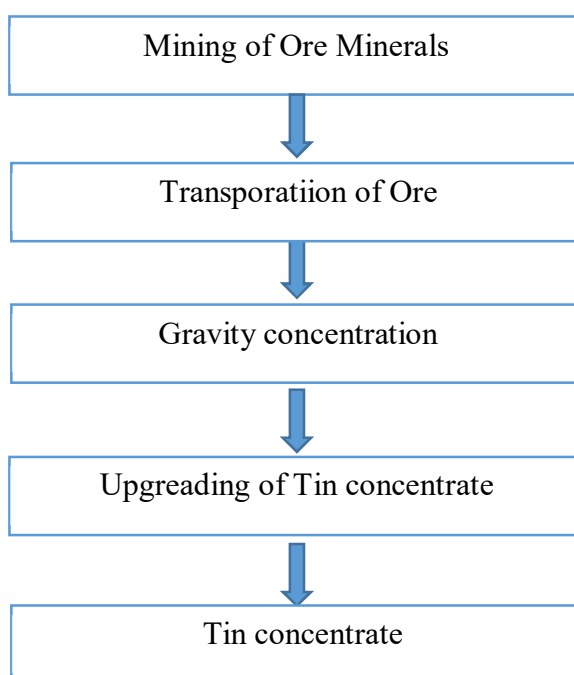 Mining of Ore Minerals
Transporatiion of Ore
Gravity concentration
Upgreading of Tin concentrate
Tin concentrate